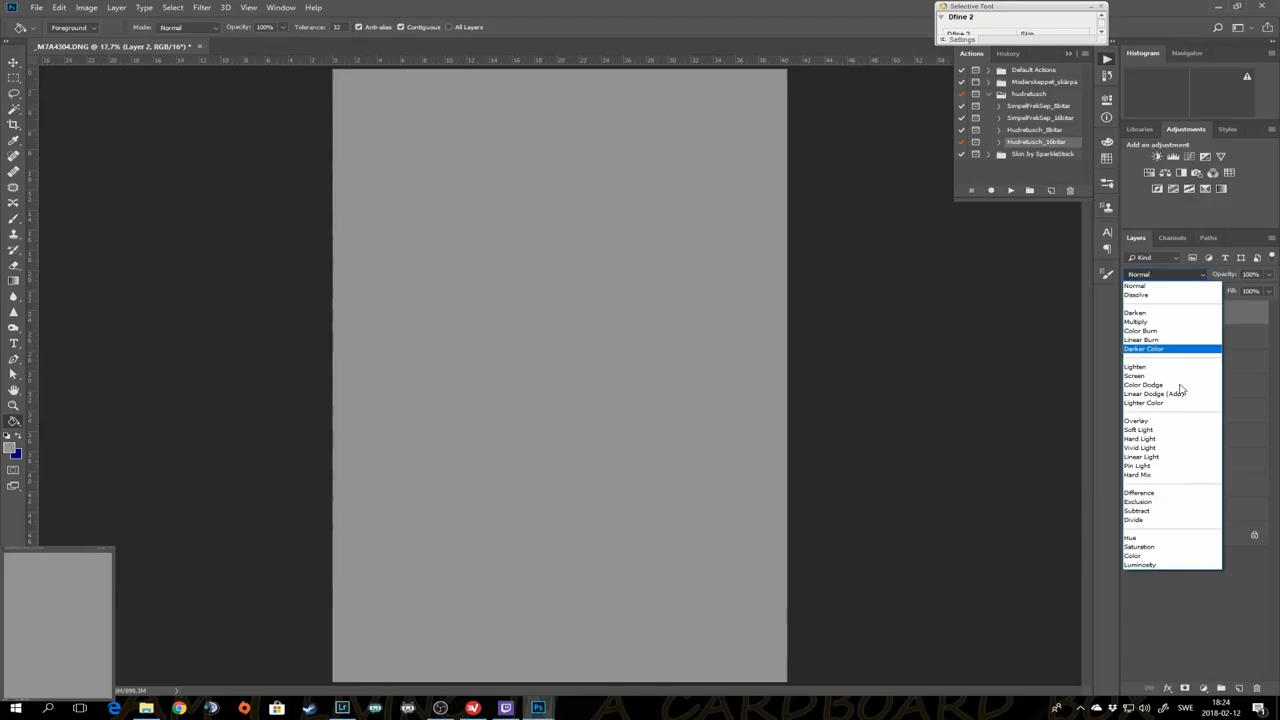 File Edit Image Layer Type Select Filter 3D View Window Help
Selective Tool
Dfine 2
Dfine 2 Skin
Settings
Foreground Mode: Normal Opacity: 100% Tolerance: 32 Anti-alias Contiguous All Layers
_M7A4304.DNG @ 17,7% (Layer 2, RGB/16*) *
Actions History
Default Actions
Moderskeppet_skärpa
hudretusch
SimpelFrekSep_8bitar
SimpelFrekSep_16bitar
Hudretusch_8bitar
Hudretusch_16bitar
Skin by SparkleStock
Histogram Navigator
Libraries Adjustments Styles
Add an adjustment
Layers Channels Paths
Kind
Normal Opacity: 100%
Fill: 100%
Normal
Dissolve
Darken
Multiply
Color Burn
Linear Burn
Darker Color
Lighten
Screen
Color Dodge
Linear Dodge (Add)
Lighter Color
Overlay
Soft Light
Hard Light
Vivid Light
Linear Light
Pin Light
Hard Mix
Difference
Exclusion
Subtract
Divide
Hue
Saturation
Color
Luminosity
SWE
18:24
2018-02-12